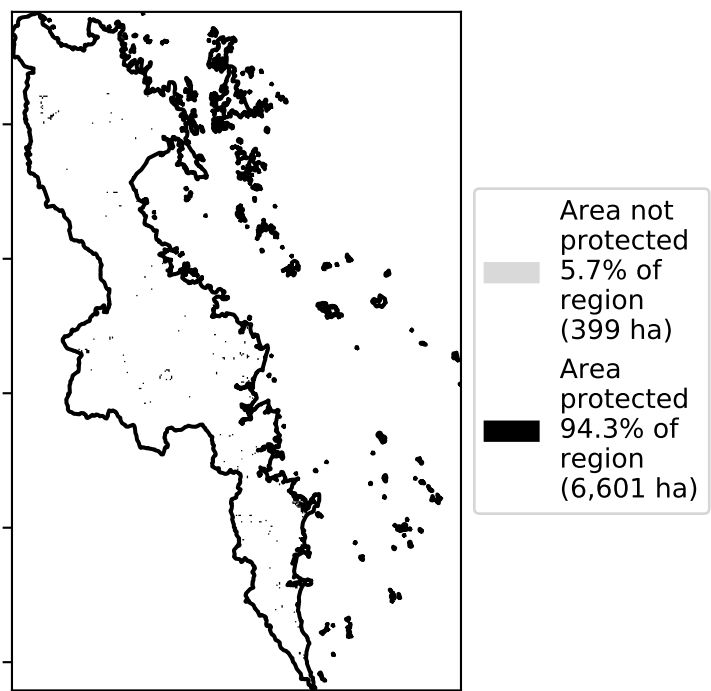 Area not
protected
5.7% of
region
(399 ha)
Area
protected
94.3% of
region
(6,601 ha)